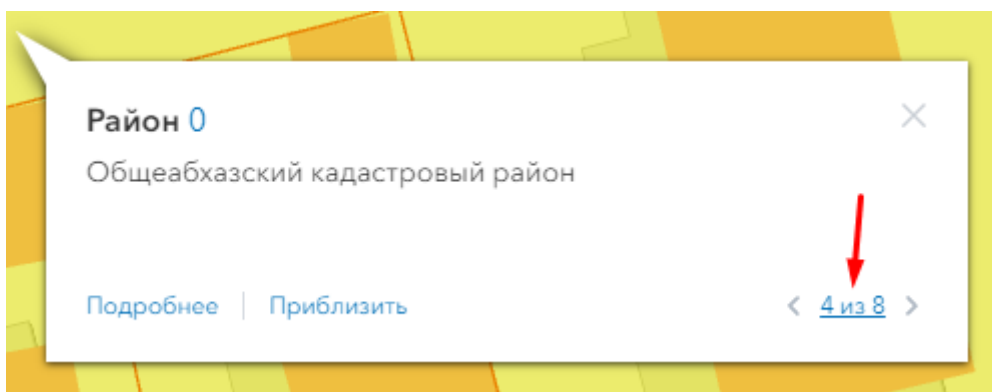 Район 0
Общеабхазский кадастровый район
Подробнее Приблизить < 4 из 8 >